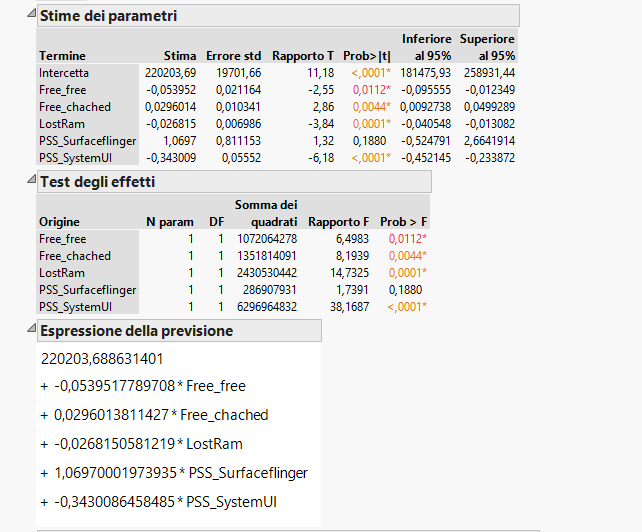 Stime dei parametri
Inferiore Superiore
Termine Stima Errore std Rapporto T Prob>|t| al 95% al 95%
Intercetta 220203,69 19701,66 11,18 <,0001* 181475,93 258931,44
Free_free -0,053952 0,021164 -2,55 0,0112* -0,095555 -0,012349
Free_chached 0,0296014 0,010341 2,86 0,0044* 0,0092738 0,0499289
LostRam -0,026815 0,006986 -3,84 0,0001* -0,040548 -0,013082
PSS_Surfaceflinger 1,0697 0,811153 1,32 0,1880 -0,524791 2,6641914
PSS_SystemUI -0,343009 0,05552 -6,18 <,0001* -0,452145 -0,233872
Test degli effetti
Somma dei
Origine N param DF quadrati Rapporto F Prob > F
Free_free 1 1 1072064278 6,4983 0,0112*
Free_chached 1 1 1351814091 8,1939 0,0044*
LostRam 1 1 2430530442 14,7325 0,0001*
PSS_Surfaceflinger 1 1 286907931 1,7391 0,1880
PSS_SystemUI 1 1 6296964832 38,1687 <,0001*
Espressione della previsione
220203,688631401
+ -0,0539517789708*Free_free
+ 0,0296013811427*Free_chached
+ -0,0268150581219*LostRam
+ 1,06970001973935*PSS_Surfaceflinger
+ -0,3430086458485*PSS_SystemUI